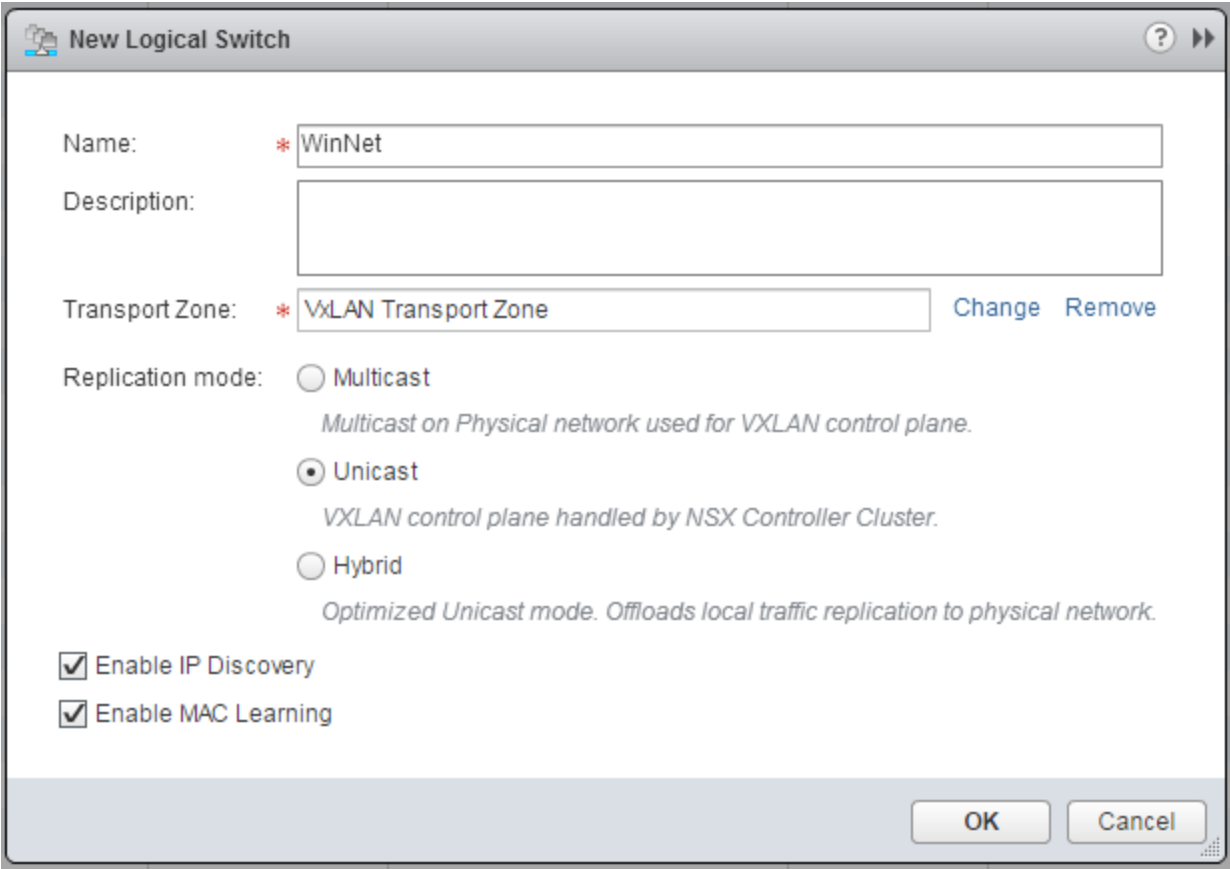 New Logical Switch ?
Name: * WinNet
Description:
Transport Zone: * VxLAN Transport Zone Change Remove
Replication mode: Multicast
Multicast on Physical network used for VXLAN control plane.
Unicast
VXLAN control plane handled by NSX Controller Cluster.
Hybrid
Optimized Unicast mode. Offloads local traffic replication to physical network.
Enable IP Discovery
Enable MAC Learning
OK Cancel